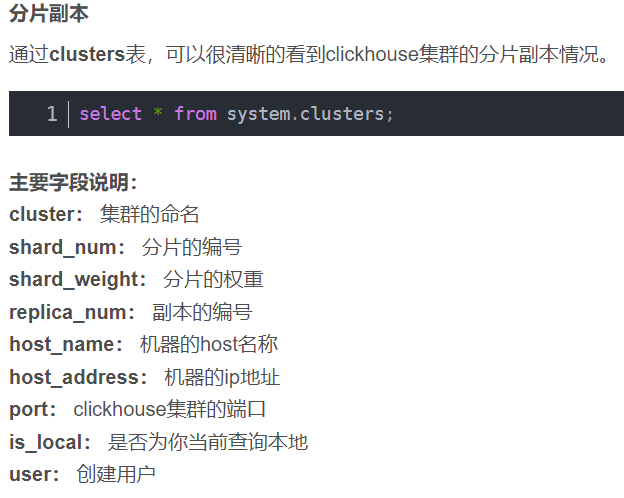 分片副本
通过clusters表，可以很清晰的看到clickhouse集群的分片副本情况。
1 select * from system.clusters;
主要字段说明：
cluster： 集群的命名
shard_num： 分片的编号
shard_weight： 分片的权重
replica_num： 副本的编号
host_name： 机器的host名称
host_address： 机器的ip地址
port： clickhouse集群的端口
is_local： 是否为你当前查询本地
user： 创建用户